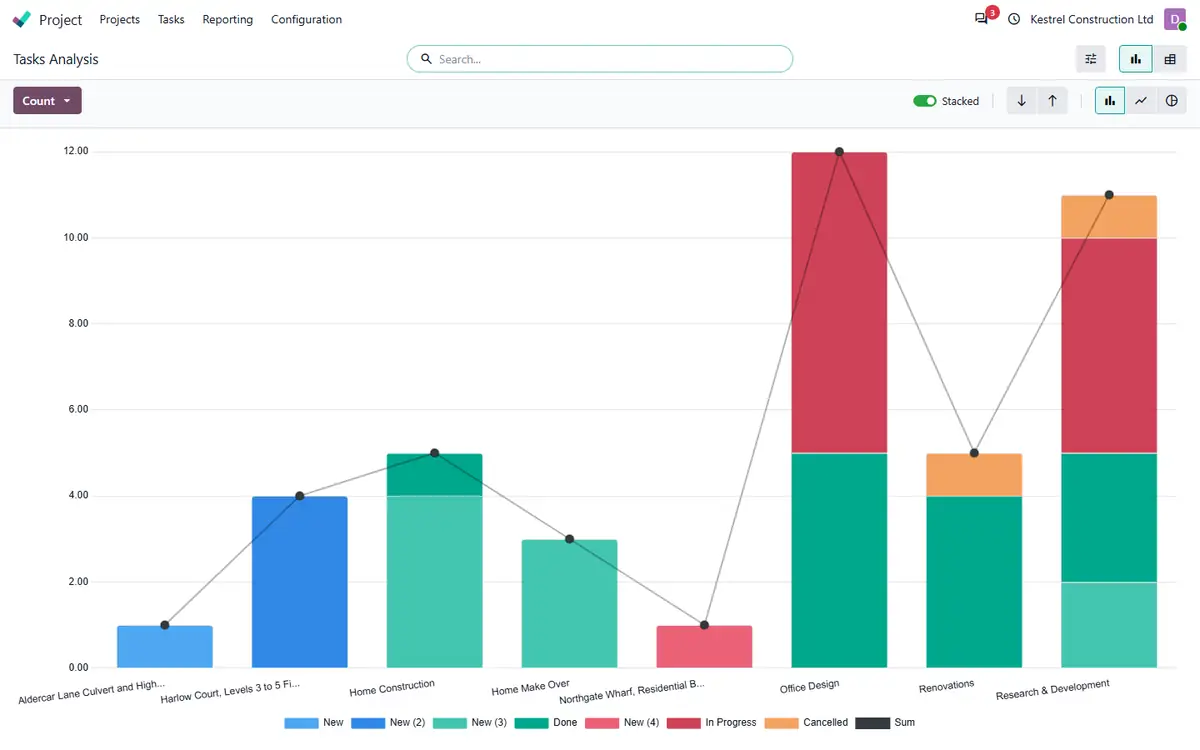 Project Projects Tasks Reporting Configuration 3 Kestrel Construction Ltd D
Tasks Analysis Search...
Count Stacked
12.00
10.00
8.00
6.00
4.00
2.00
0.00
Aldercar Lane Culvert and High... Harlow Court, Levels 3 to 5 Fi... Home Construction Home Make Over Northgate Wharf, Residential B... Office Design Renovations Research & Development
New New (2) New (3) Done New (4) In Progress Cancelled Sum